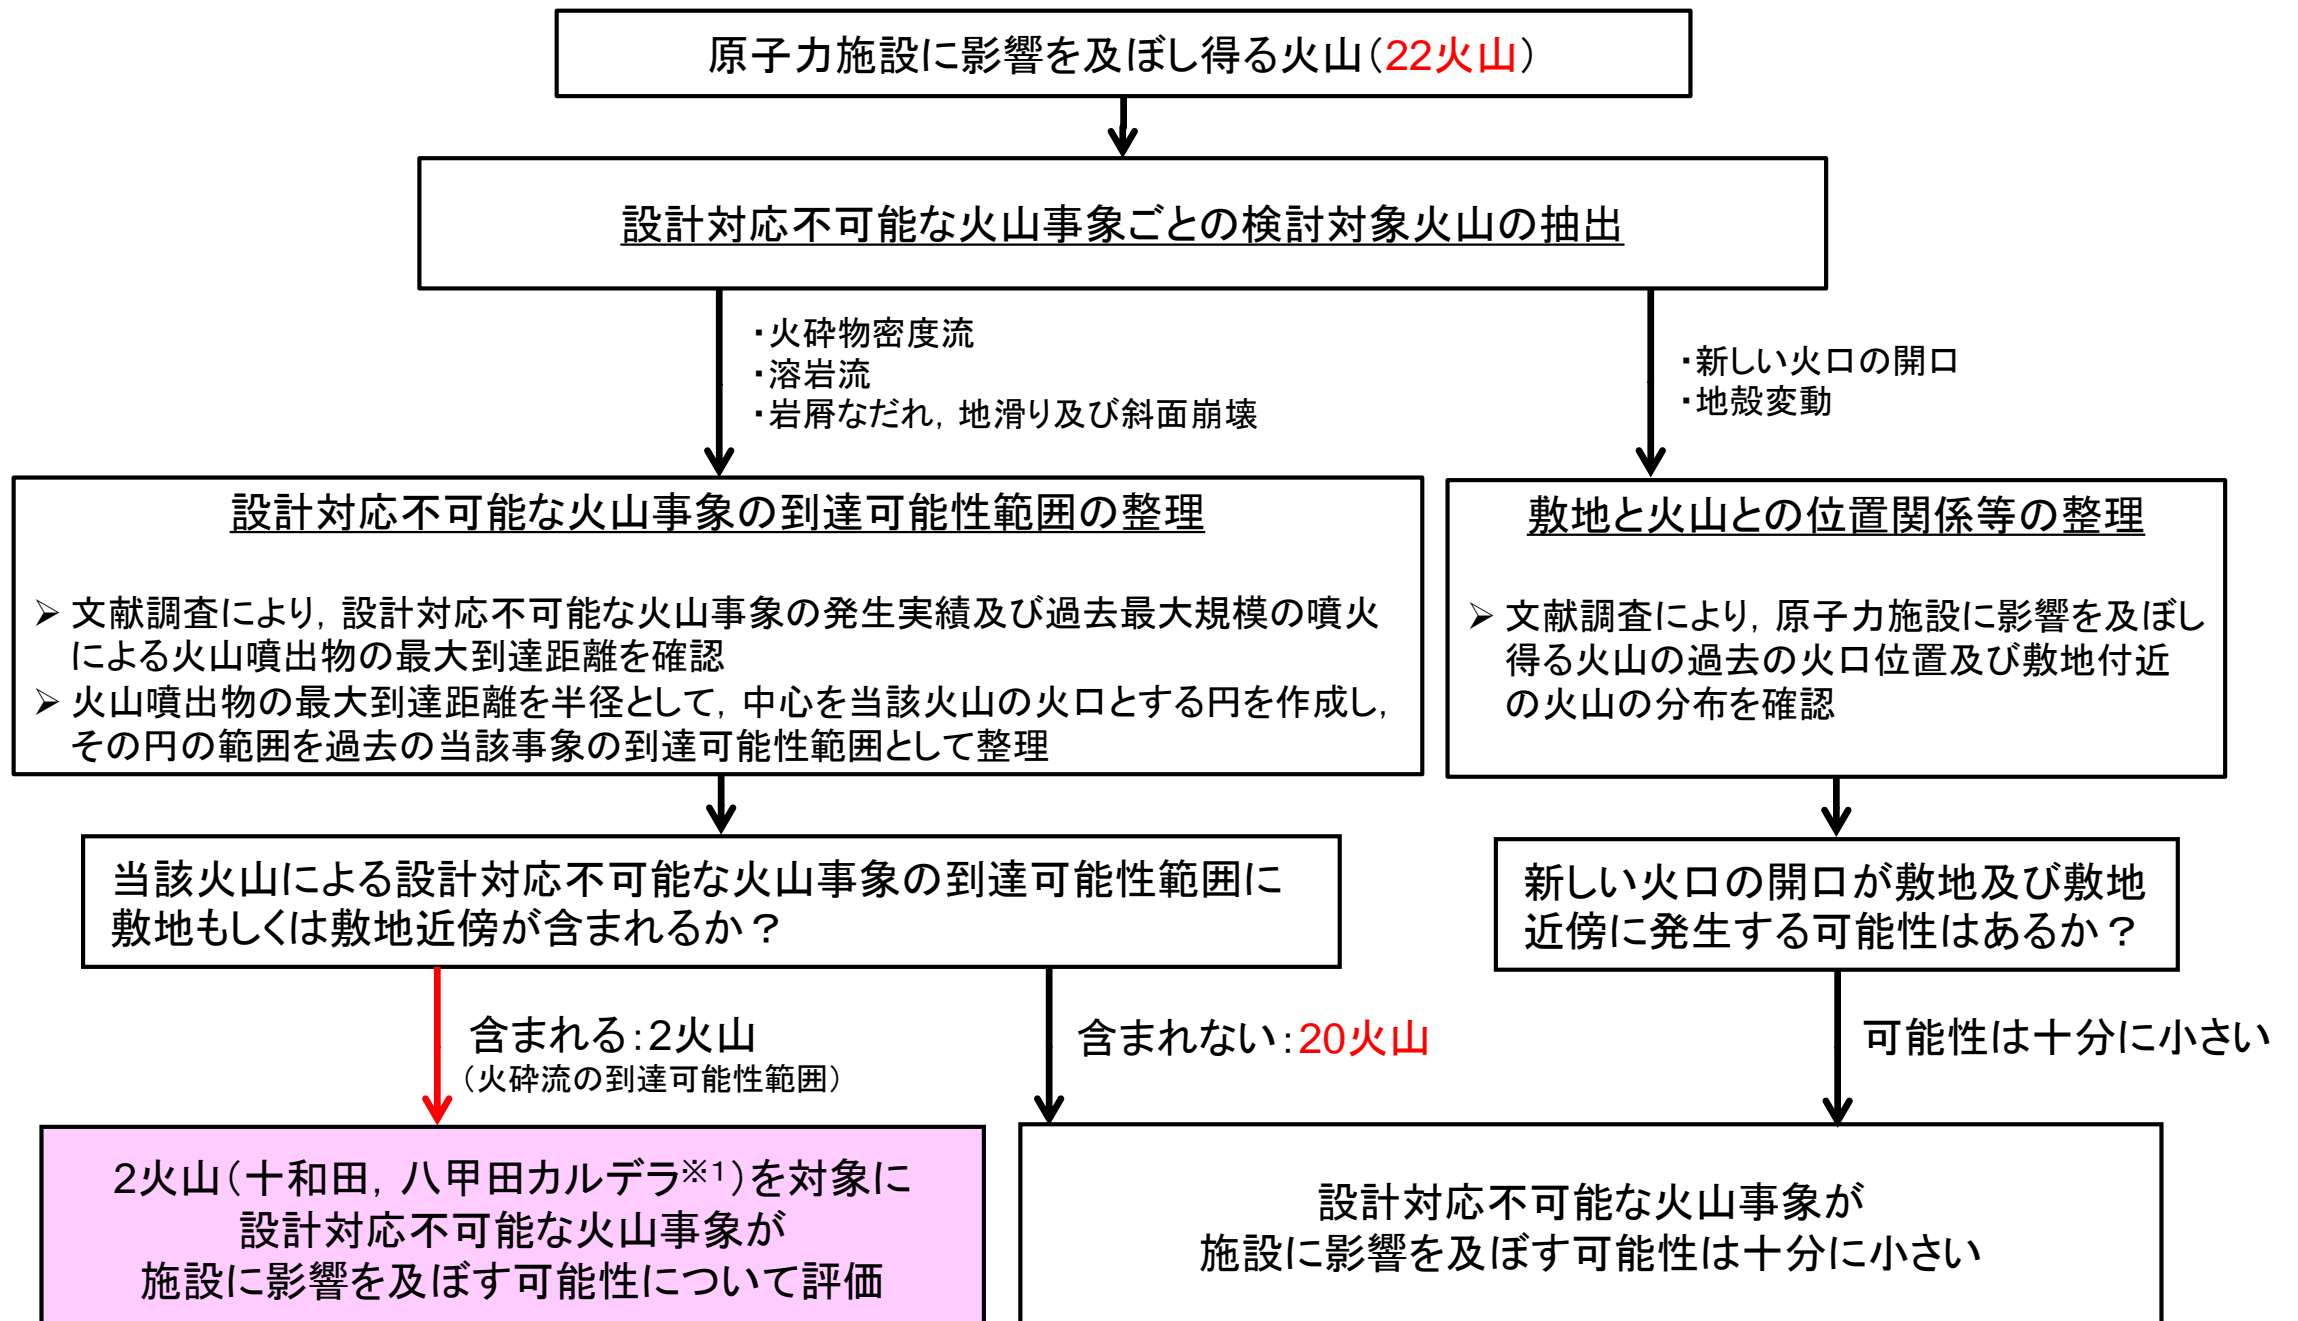 原子力施設に影響を及ぼし得る火山（22火山）
設計対応不可能な火山事象ごとの検討対象火山の抽出
・火砕物密度流
・溶岩流
・岩屑なだれ，地滑り及び斜面崩壊
・新しい火口の開口
・地殻変動
設計対応不可能な火山事象の到達可能性範囲の整理
➢ 文献調査により，設計対応不可能な火山事象の発生実績及び過去最大規模の噴火
による火山噴出物の最大到達距離を確認
➢ 火山噴出物の最大到達距離を半径として，中心を当該火山の火口とする円を作成し，
その円の範囲を過去の当該事象の到達可能性範囲として整理
敷地と火山との位置関係等の整理
➢ 文献調査により，原子力施設に影響を及ぼし
得る火山の過去の火口位置及び敷地付近
の火山の分布を確認
当該火山による設計対応不可能な火山事象の到達可能性範囲に
敷地もしくは敷地近傍が含まれるか？
新しい火口の開口が敷地及び敷地
近傍に発生する可能性はあるか？
含まれる：2火山
（火砕流の到達可能性範囲）
含まれない：20火山
可能性は十分に小さい
2火山（十和田，八甲田カルデラ※1）を対象に
設計対応不可能な火山事象が
施設に影響を及ぼす可能性について評価
設計対応不可能な火山事象が
施設に影響を及ぼす可能性は十分に小さい